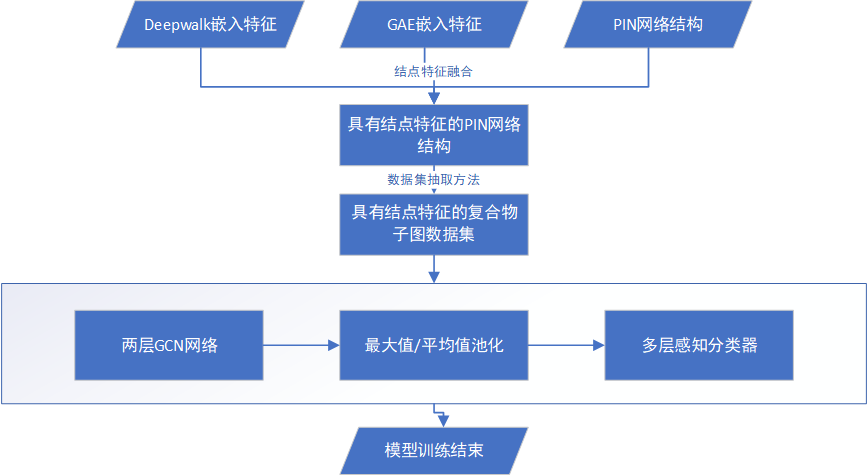 Deepwalk嵌入特征
GAE嵌入特征
PIN网络结构
结点特征融合
具有结点特征的PIN网络
结构
数据集抽取方法
具有结点特征的复合物
子图数据集
两层GCN网络
最大值/平均值池化
多层感知分类器
模型训练结束